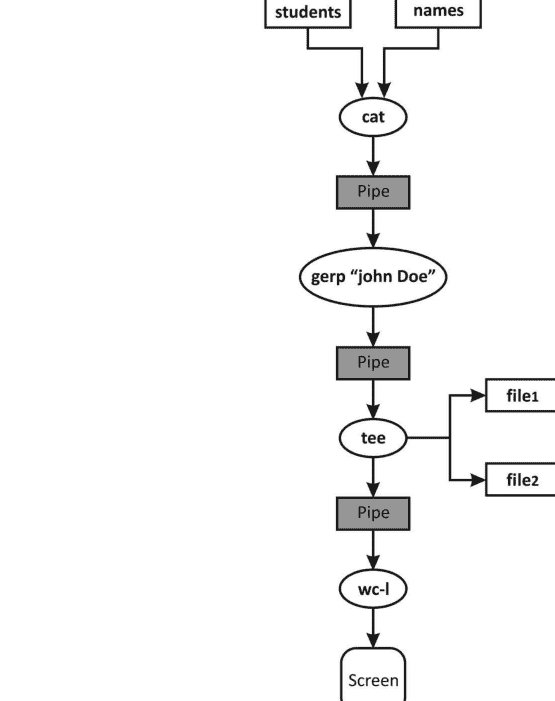 students
names
cat
Pipe
gerp “john Doe”
Pipe
file1
tee
file2
Pipe
wc-l
Screen